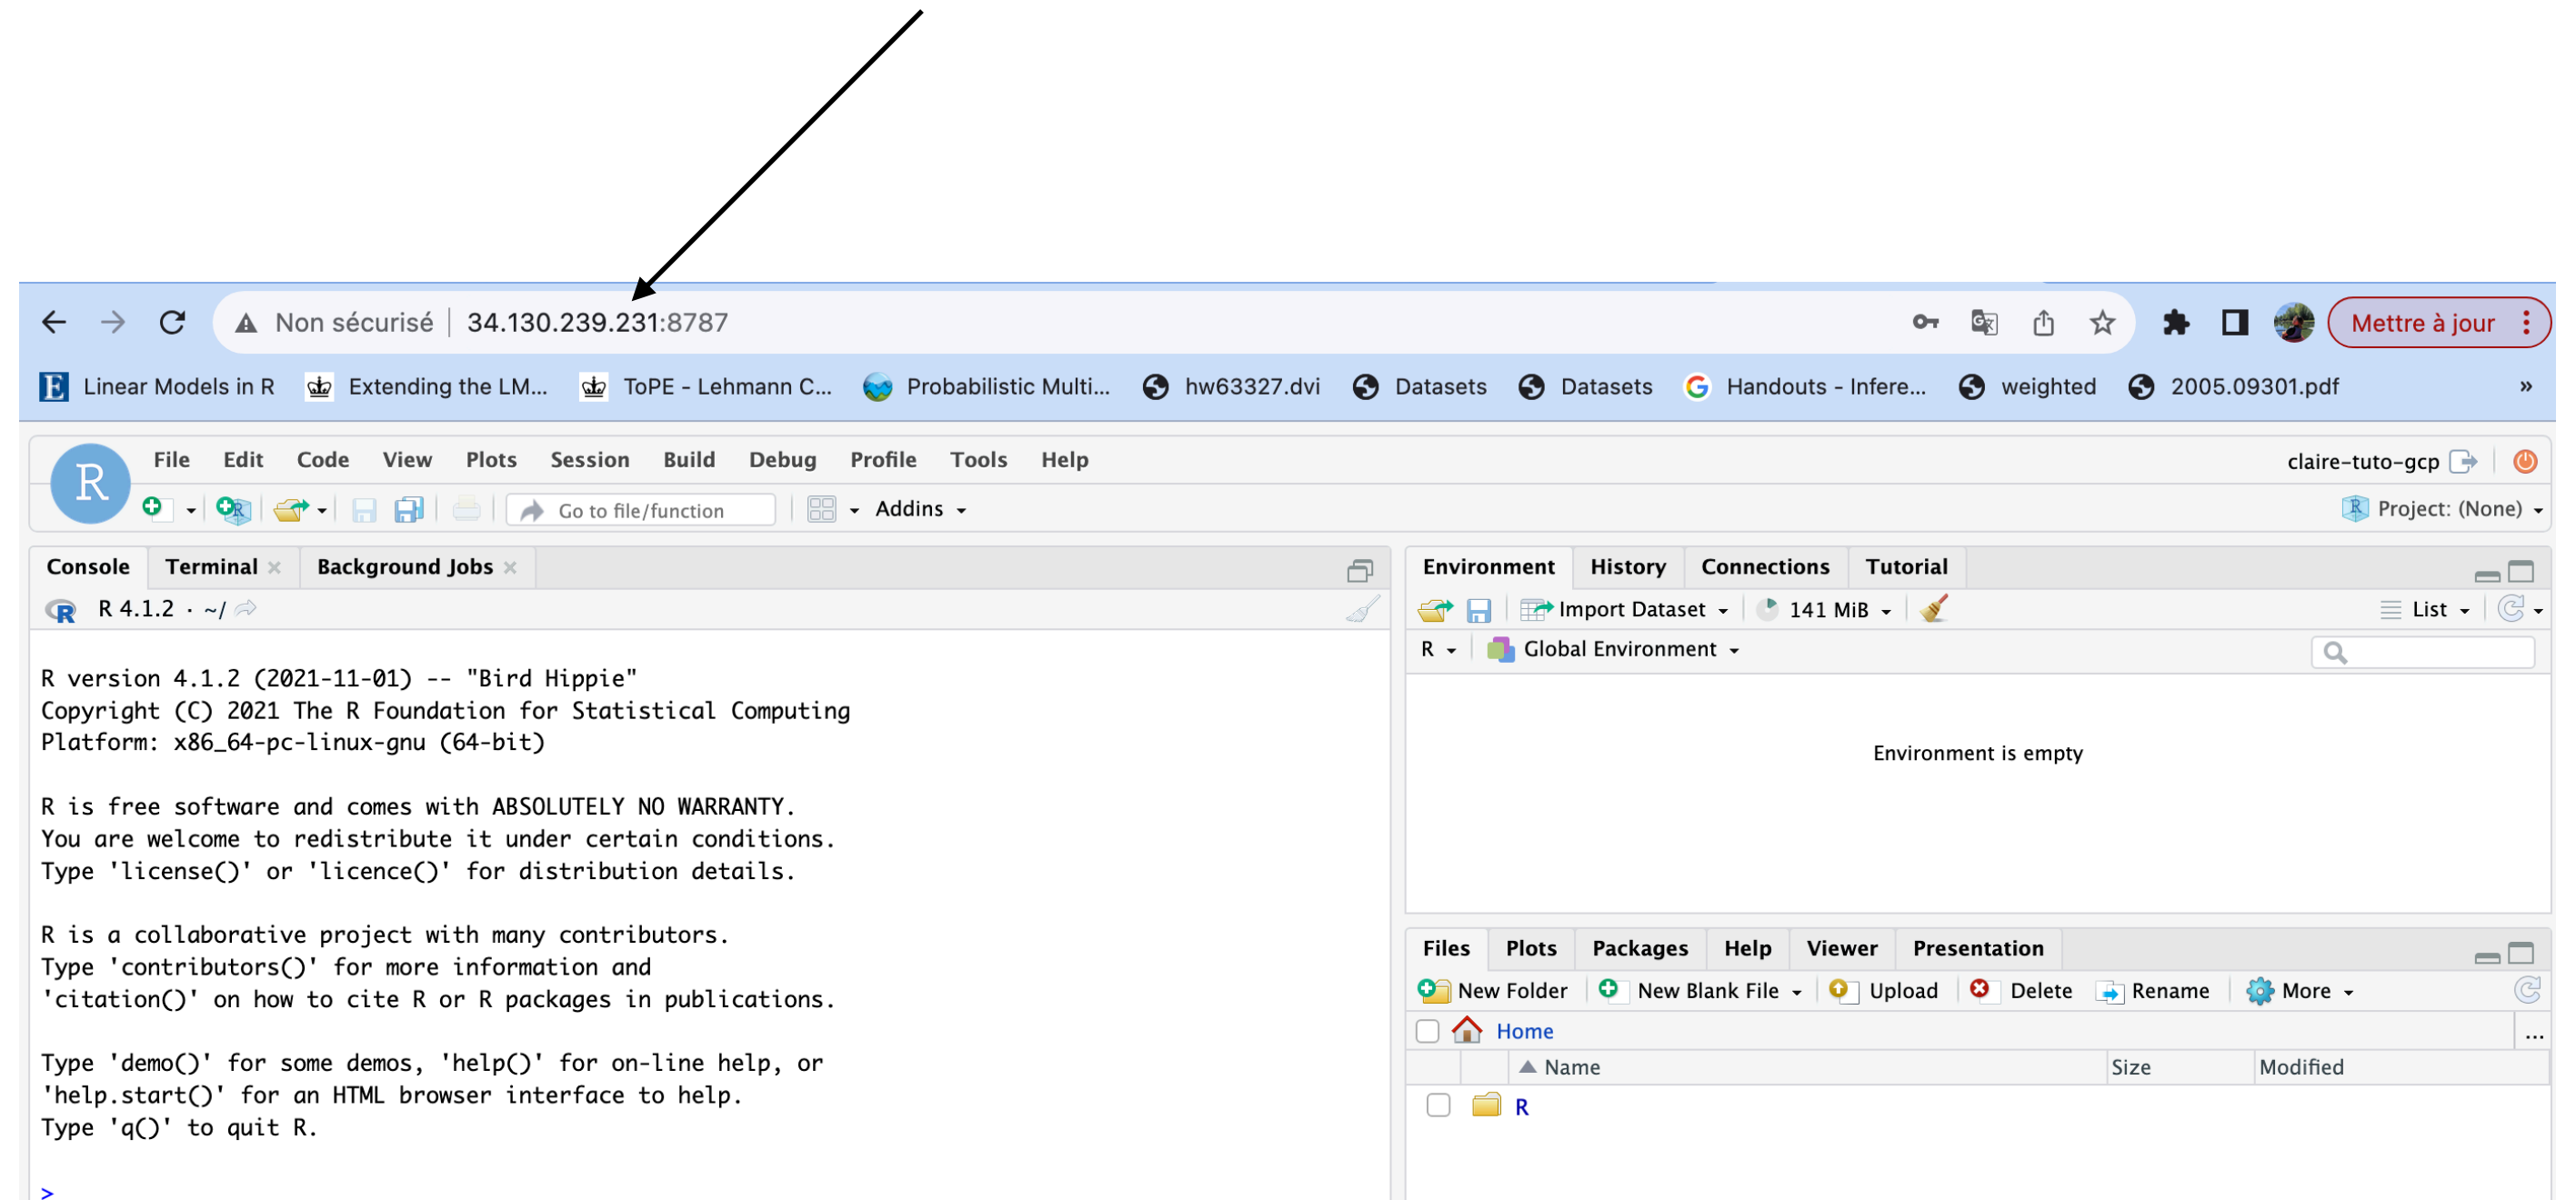 Non sécurisé | 34.130.239.231:8787
Mettre à jour
E Linear Models in R Extending the LM... ToPE - Lehmann C... Probabilistic Multi... hw63327.dvi Datasets Datasets Handouts - Infere... weighted 2005.09301.pdf »
R
File Edit Code View Plots Session Build Debug Profile Tools Help
claire-tuto-gcp
Go to file/function Addins
Project: (None)
Console Terminal × Background Jobs ×
R 4.1.2 · ~/
R version 4.1.2 (2021-11-01) -- "Bird Hippie"
Copyright (C) 2021 The R Foundation for Statistical Computing
Platform: x86_64-pc-linux-gnu (64-bit)
R is free software and comes with ABSOLUTELY NO WARRANTY.
You are welcome to redistribute it under certain conditions.
Type 'license()' or 'licence()' for distribution details.
R is a collaborative project with many contributors.
Type 'contributors()' for more information and
'citation()' on how to cite R or R packages in publications.
Type 'demo()' for some demos, 'help()' for on-line help, or
'help.start()' for an HTML browser interface to help.
Type 'q()' to quit R.
>
Environment History Connections Tutorial
Import Dataset 141 MiB List
R Global Environment
Environment is empty
Files Plots Packages Help Viewer Presentation
New Folder New Blank File Upload Delete Rename More
Home ...
Name Size Modified
R